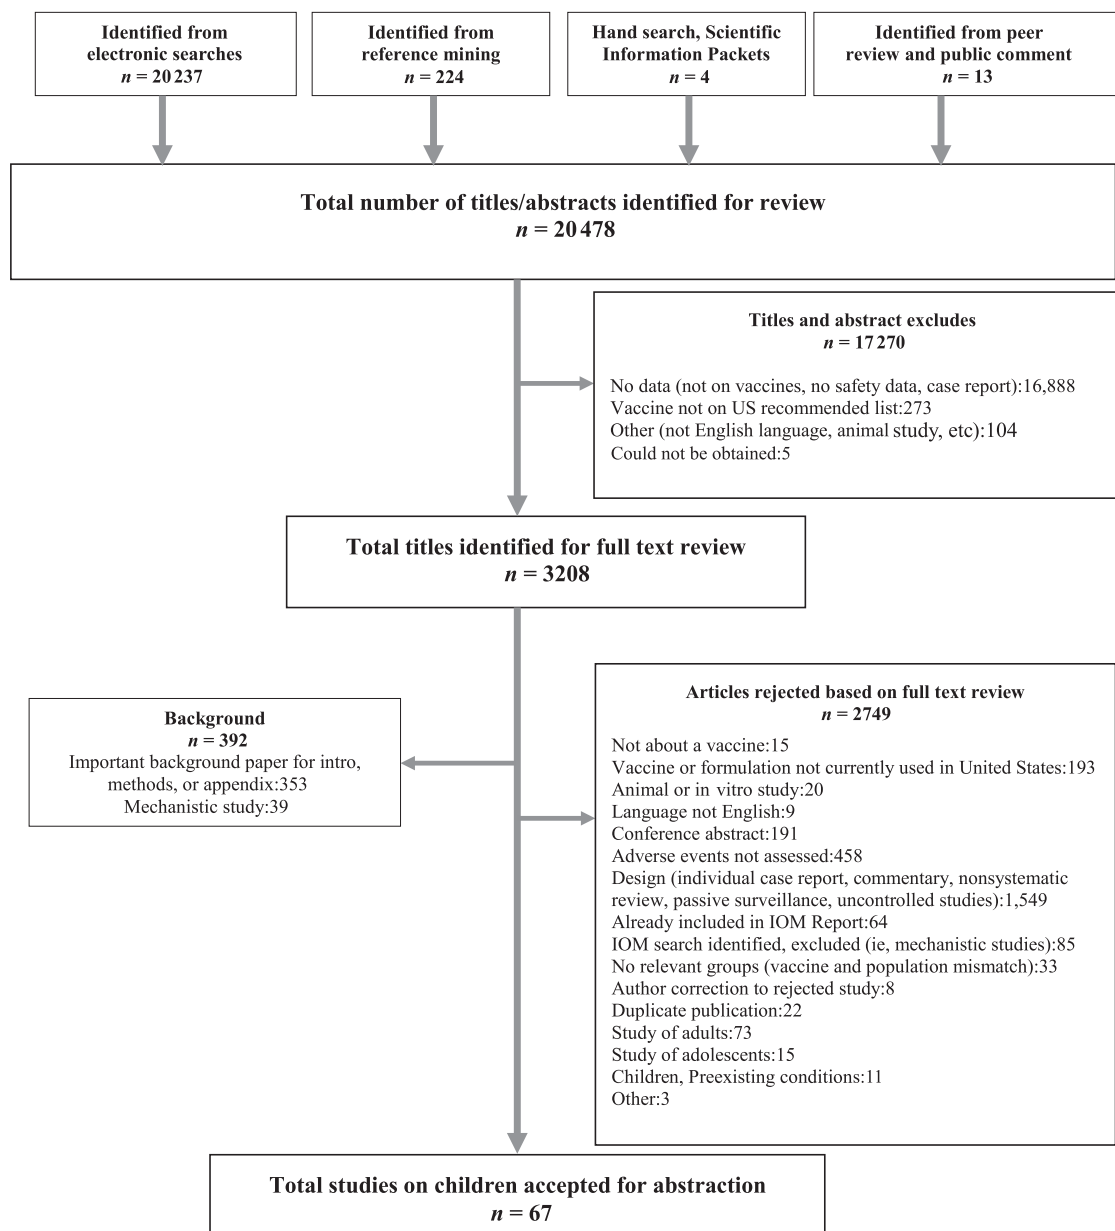 Identified from
electronic searches
n = 20 237
Identified from
reference mining
n = 224
Hand search, Scientific
Information Packets
n = 4
Identified from peer
review and public comment
n = 13
Total number of titles/abstracts identified for review
n = 20 478
Titles and abstract excludes
n = 17 270
No data (not on vaccines, no safety data, case report):16,888
Vaccine not on US recommended list:273
Other (not English language, animal study, etc):104
Could not be obtained:5
Total titles identified for full text review
n = 3208
Background
n = 392
Important background paper for intro,
methods, or appendix:353
Mechanistic study:39
Articles rejected based on full text review
n = 2749
Not about a vaccine:15
Vaccine or formulation not currently used in United States:193
Animal or in vitro study:20
Language not English:9
Conference abstract:191
Adverse events not assessed:458
Design (individual case report, commentary, nonsystematic
review, passive surveillance, uncontrolled studies):1,549
Already included in IOM Report:64
IOM search identified, excluded (ie, mechanistic studies):85
No relevant groups (vaccine and population mismatch):33
Author correction to rejected study:8
Duplicate publication:22
Study of adults:73
Study of adolescents:15
Children, Preexisting conditions:11
Other:3
Total studies on children accepted for abstraction
n = 67